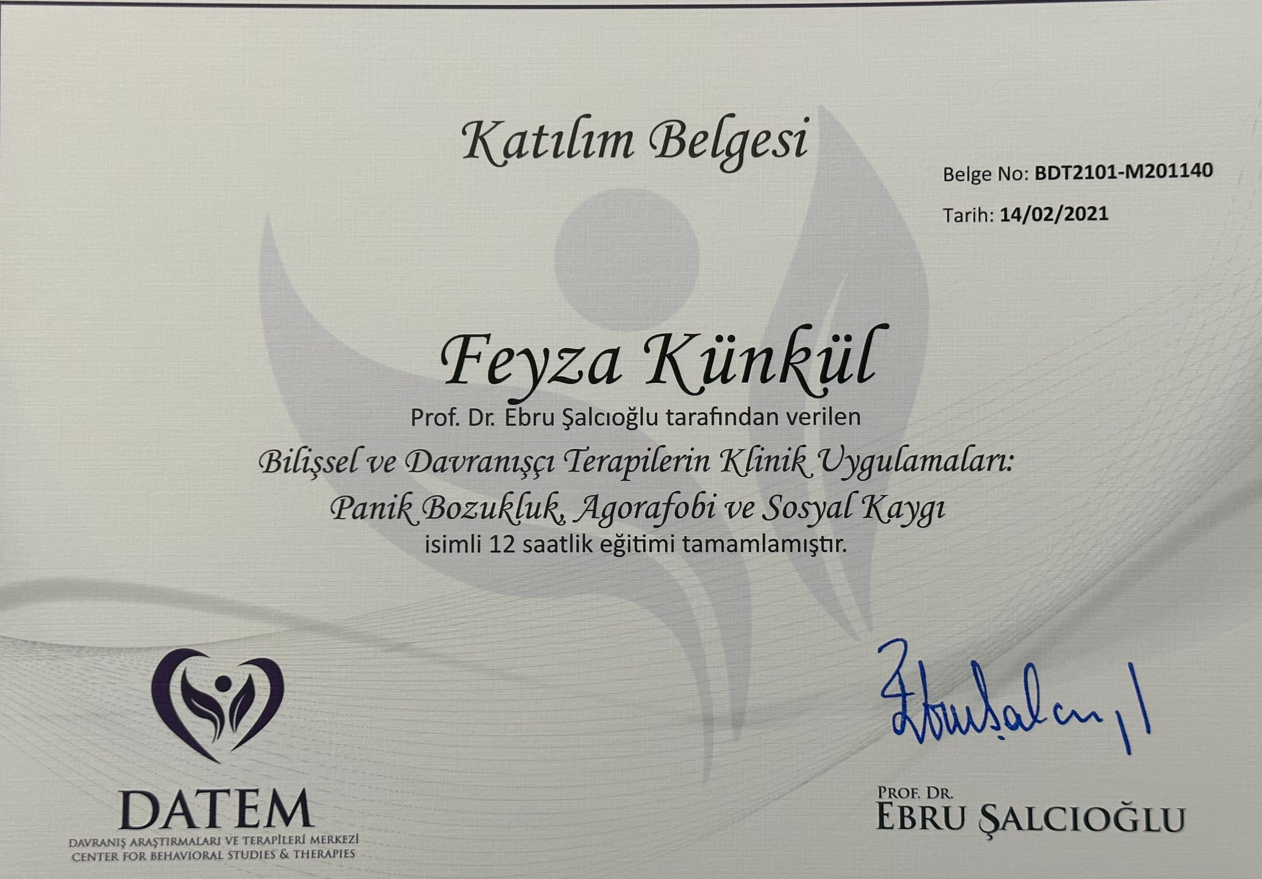 Katılım Belgesi
Belge No: BDT2101-M201140
Tarih: 14/02/2021
Feyza Künkül
Prof. Dr. Ebru Şalcıoğlu tarafından verilen
Bilişsel ve Davranışçı Terapilerin Klinik Uygulamaları:
Panik Bozukluk, Agorafobi ve Sosyal Kaygı
isimli 12 saatlik eğitimi tamamlamıştır.
DATEM
DAVRANIŞ ARAŞTIRMALARI VE TERAPİLERİ MERKEZİ
CENTER FOR BEHAVIORAL STUDIES & THERAPIES
PROF. DR.
EBRU ŞALCIOĞLU